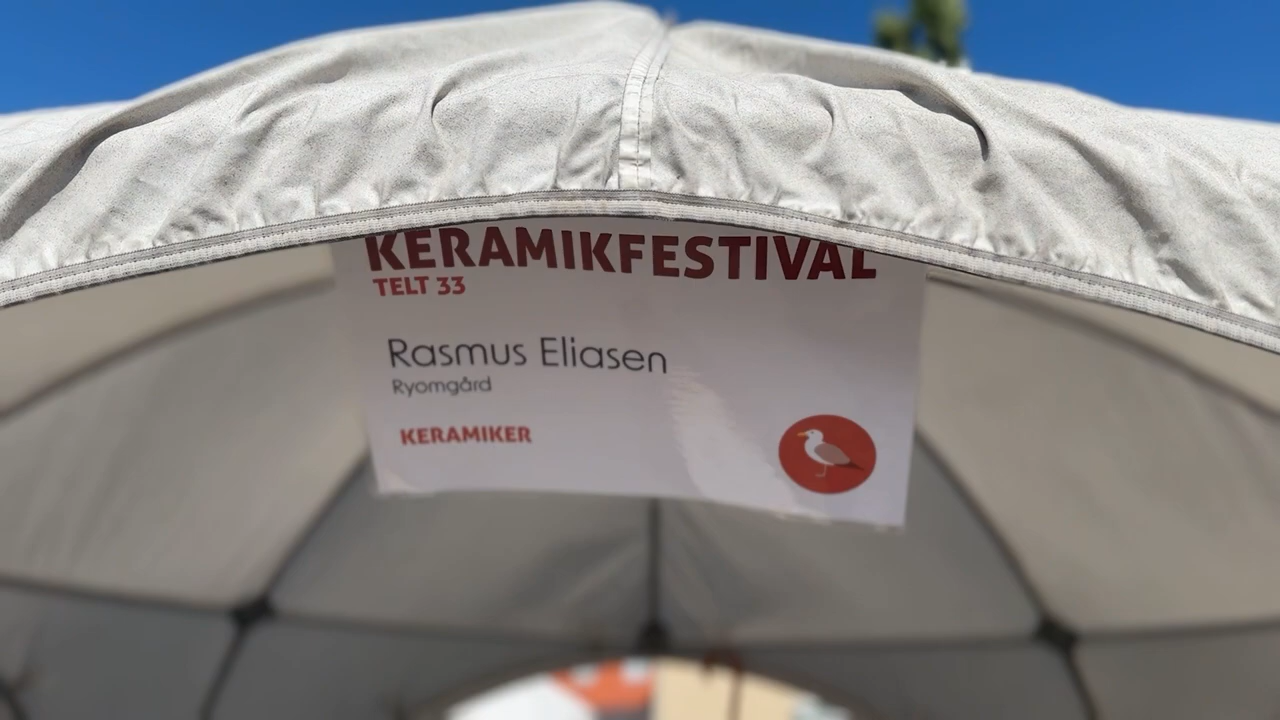 KERAMIKFESTIVAL
TELT 33
Rasmus Eliasen
Ryomgård
KERAMIKER